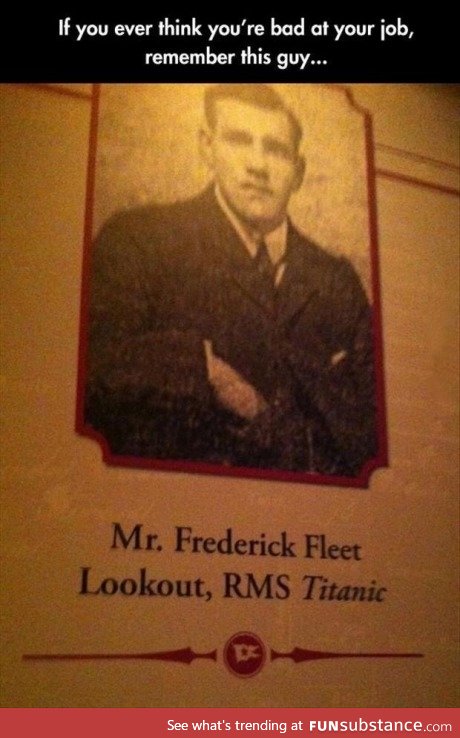 If you ever think you're bad at your job,
remember this guy...
Mr. Frederick Fleet
Lookout, RMS Titanic
See what's trending at FUNsubstance.com